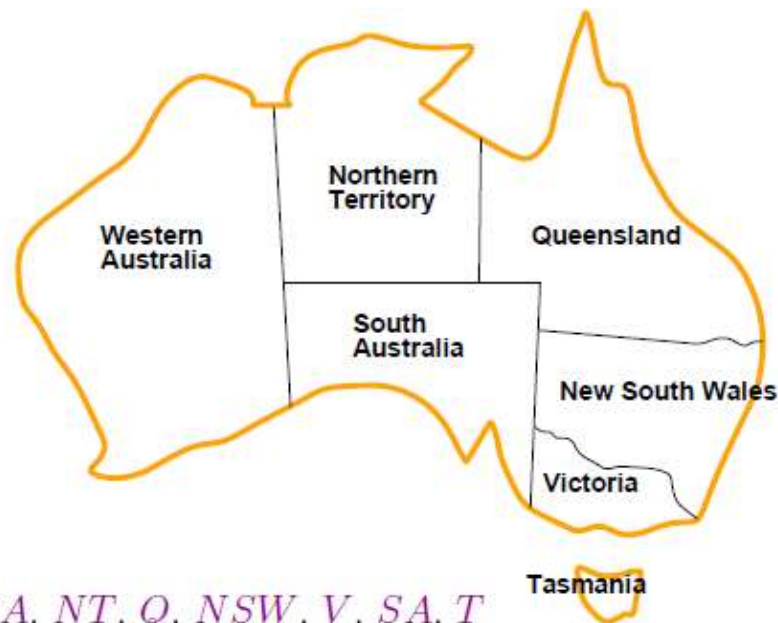 Northern
Territory
Western
Australia
Queensland
South
Australia
New South Wales
Victoria
Tasmania
A, NT, Q, NSW, V, SA, T